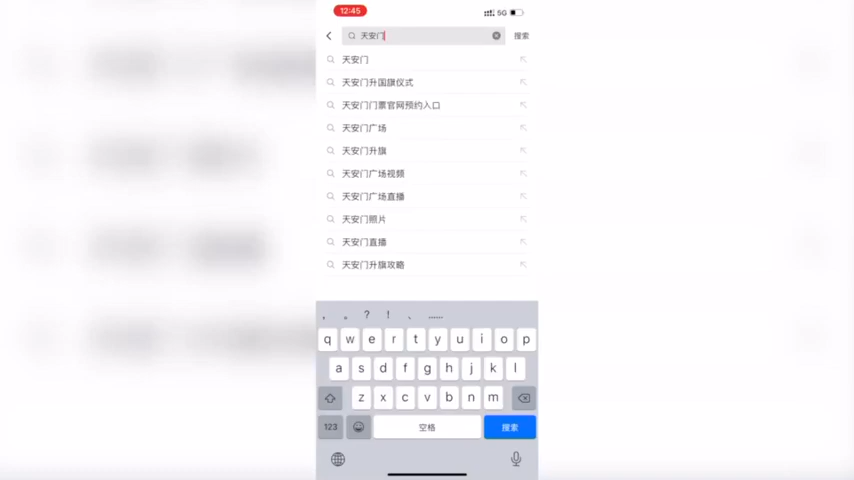 12:45
5G
天安门
搜索
天安门
天安门升国旗仪式
天安门门票官网预约入口
天安门广场
天安门升旗
天安门广场视频
天安门广场直播
天安门照片
天安门直播
天安门升旗攻略
， 。 ？ ！ 、 ……
q w e r t y u i o p
a s d f g h j k l
z x c v b n m
123 空格 搜索